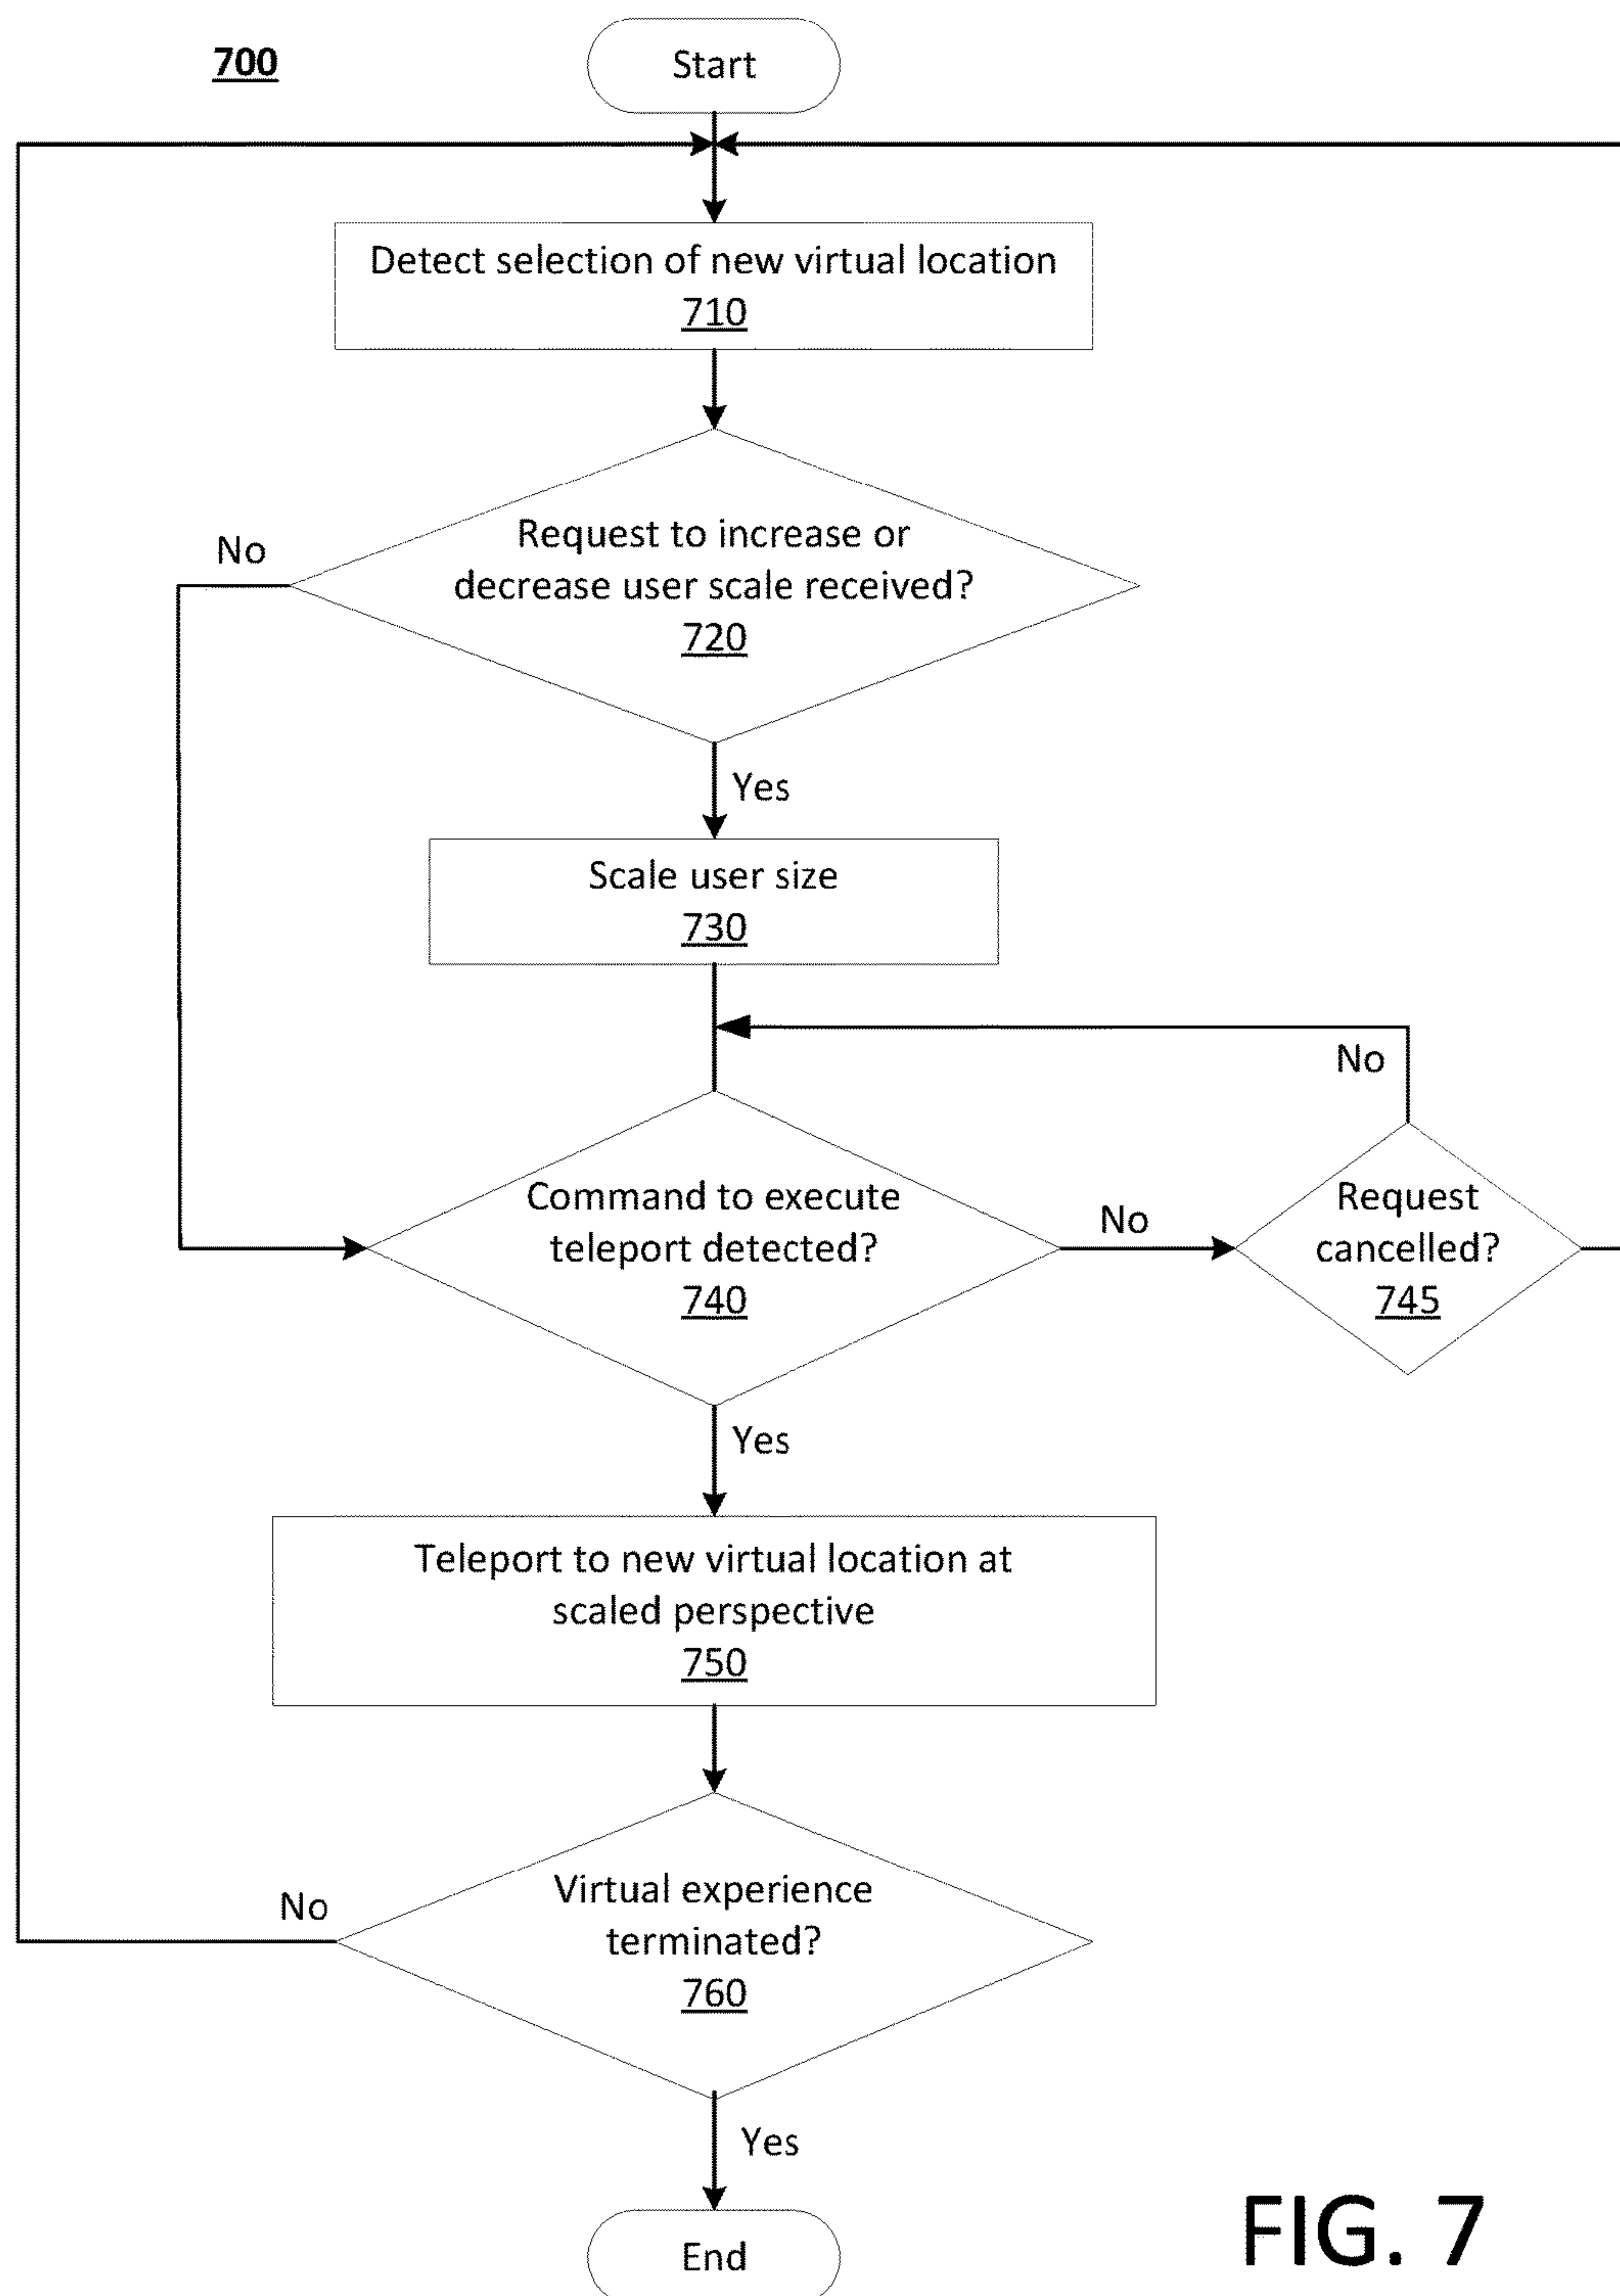 700
Start
Detect selection of new virtual location
710
No
Request to increase or
decrease user scale received?
720
Yes
Scale user size
730
No
Command to execute
teleport detected?
740
No
Request
cancelled?
745
Yes
Teleport to new virtual location at
scaled perspective
750
No
Virtual experience
terminated?
760
Yes
End
FIG. 7